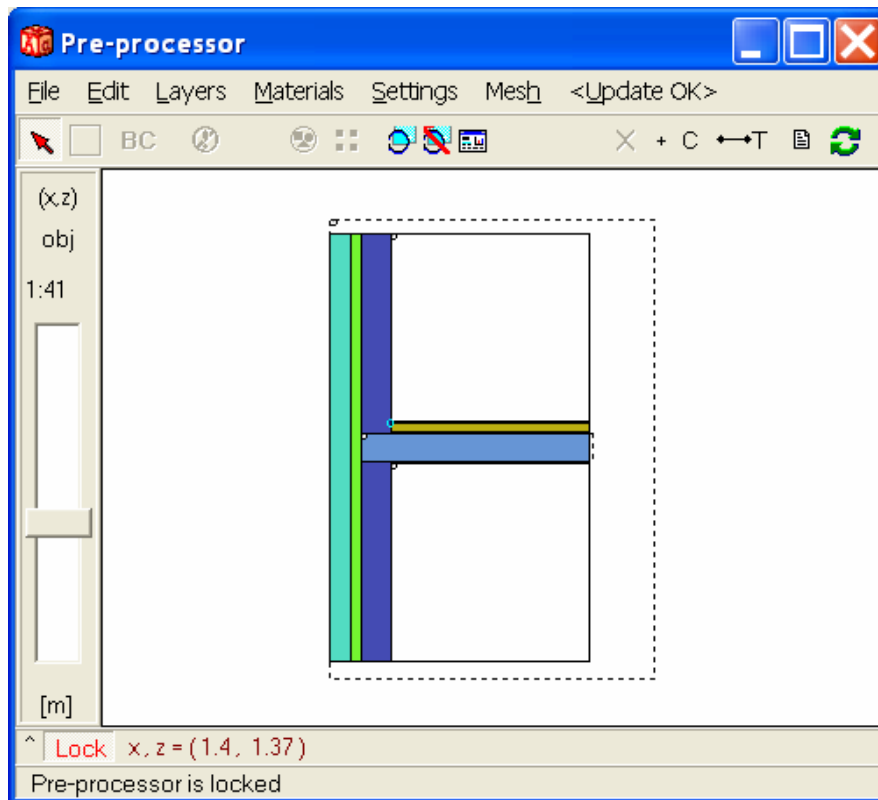 Pre-processor
File Edit Layers Materials Settings Mesh <Update OK>
BC + C T
(x,z)
obj
1:41
[m]
^ Lock x, z = ( 1.4 , 1.37 )
Pre-processor is locked